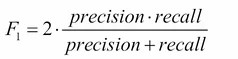 F₁ = 2 · precision · recall / precision + recall